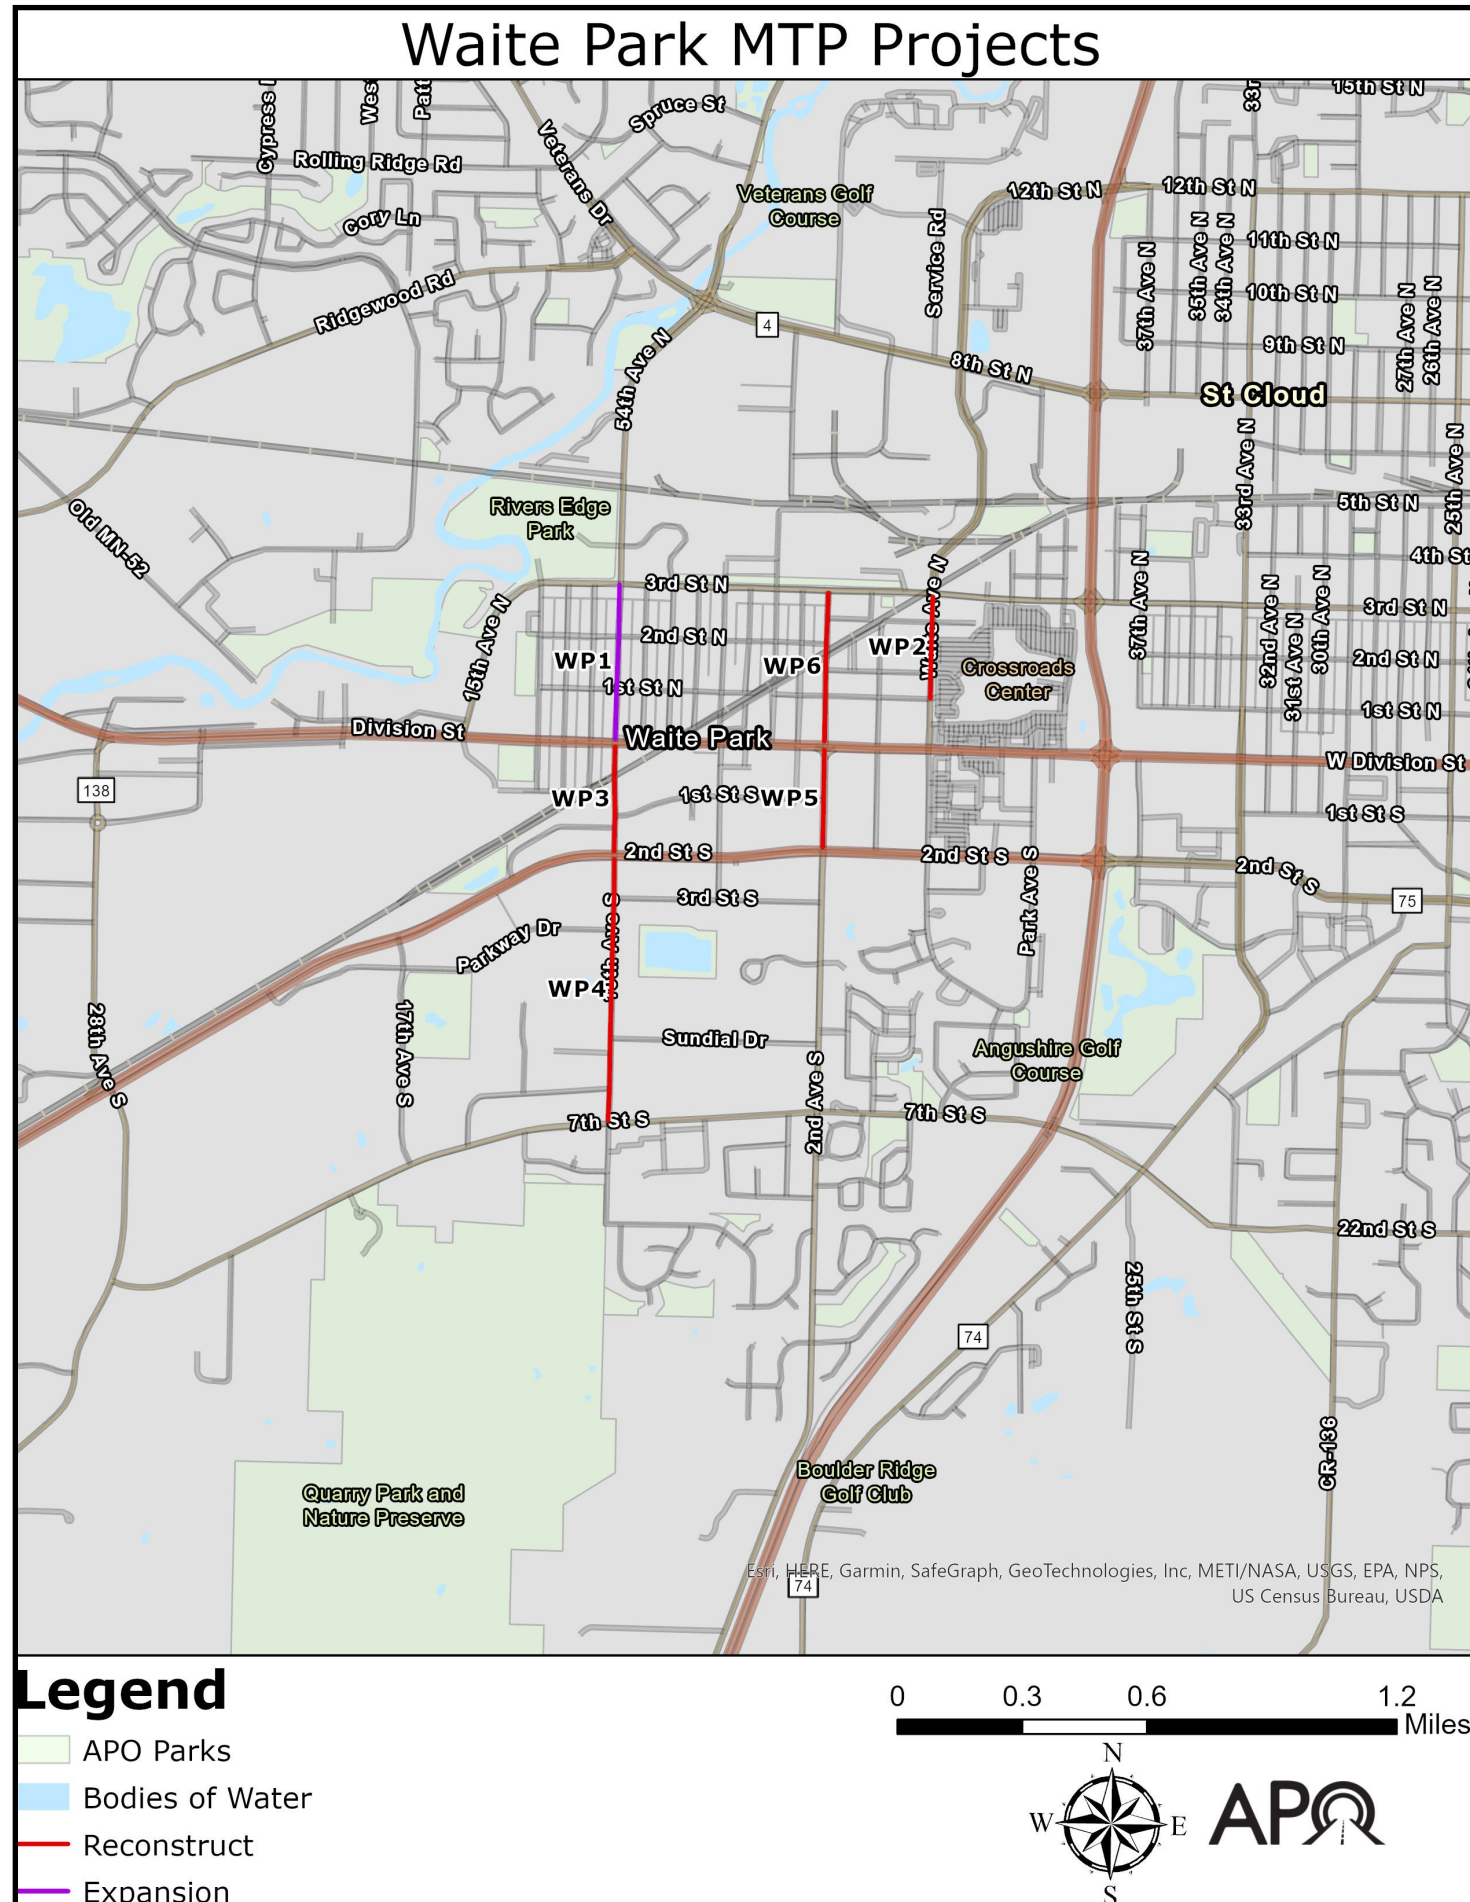 Waite Park MTP Projects
Cypress
Wes
Patt
Spruce St
33r
15th St N
Rolling Ridge Rd
Veterans Dr
Veterans Golf
Course
12th St N
12th St N
Cory Ln
Service Rd
11th St N
35th Ave N
34th Ave N
37th Ave N
10th St N
Ridgewood Rd
4
9th St N
27th Ave N
26th Ave N
54th Ave N
8th St N
St Cloud
33rd Ave N
25th Ave N
Rivers Edge
Park
5th St N
Old MN-52
4th St
3rd St N
37th Ave N
32nd Ave N
31st Ave N
30th Ave N
3rd St N
2nd St N
15th Ave N
WP1
WP6
WP2
Crossroads
Center
2nd St N
1st St N
1st St N
Division St
Waite Park
W Division St
138
WP3
1st St S
WP5
1st St S
2nd St S
2nd St S
2nd St S
Park Ave S
75
3rd St S
Parkway Dr
WP4
28th Ave S
17th Ave S
Sundial Dr
Angushire Golf
Course
2nd Ave S
7th St S
7th St S
22nd St S
25th St S
74
CR-136
Boulder Ridge
Golf Club
Quarry Park and
Nature Preserve
Esri, HERE, Garmin, SafeGraph, GeoTechnologies, Inc, METI/NASA, USGS, EPA, NPS,
US Census Bureau, USDA
74
Legend
APO Parks
Bodies of Water
Reconstruct
Expansion
0 0.3 0.6 1.2
Miles
N
W
E
S
APO